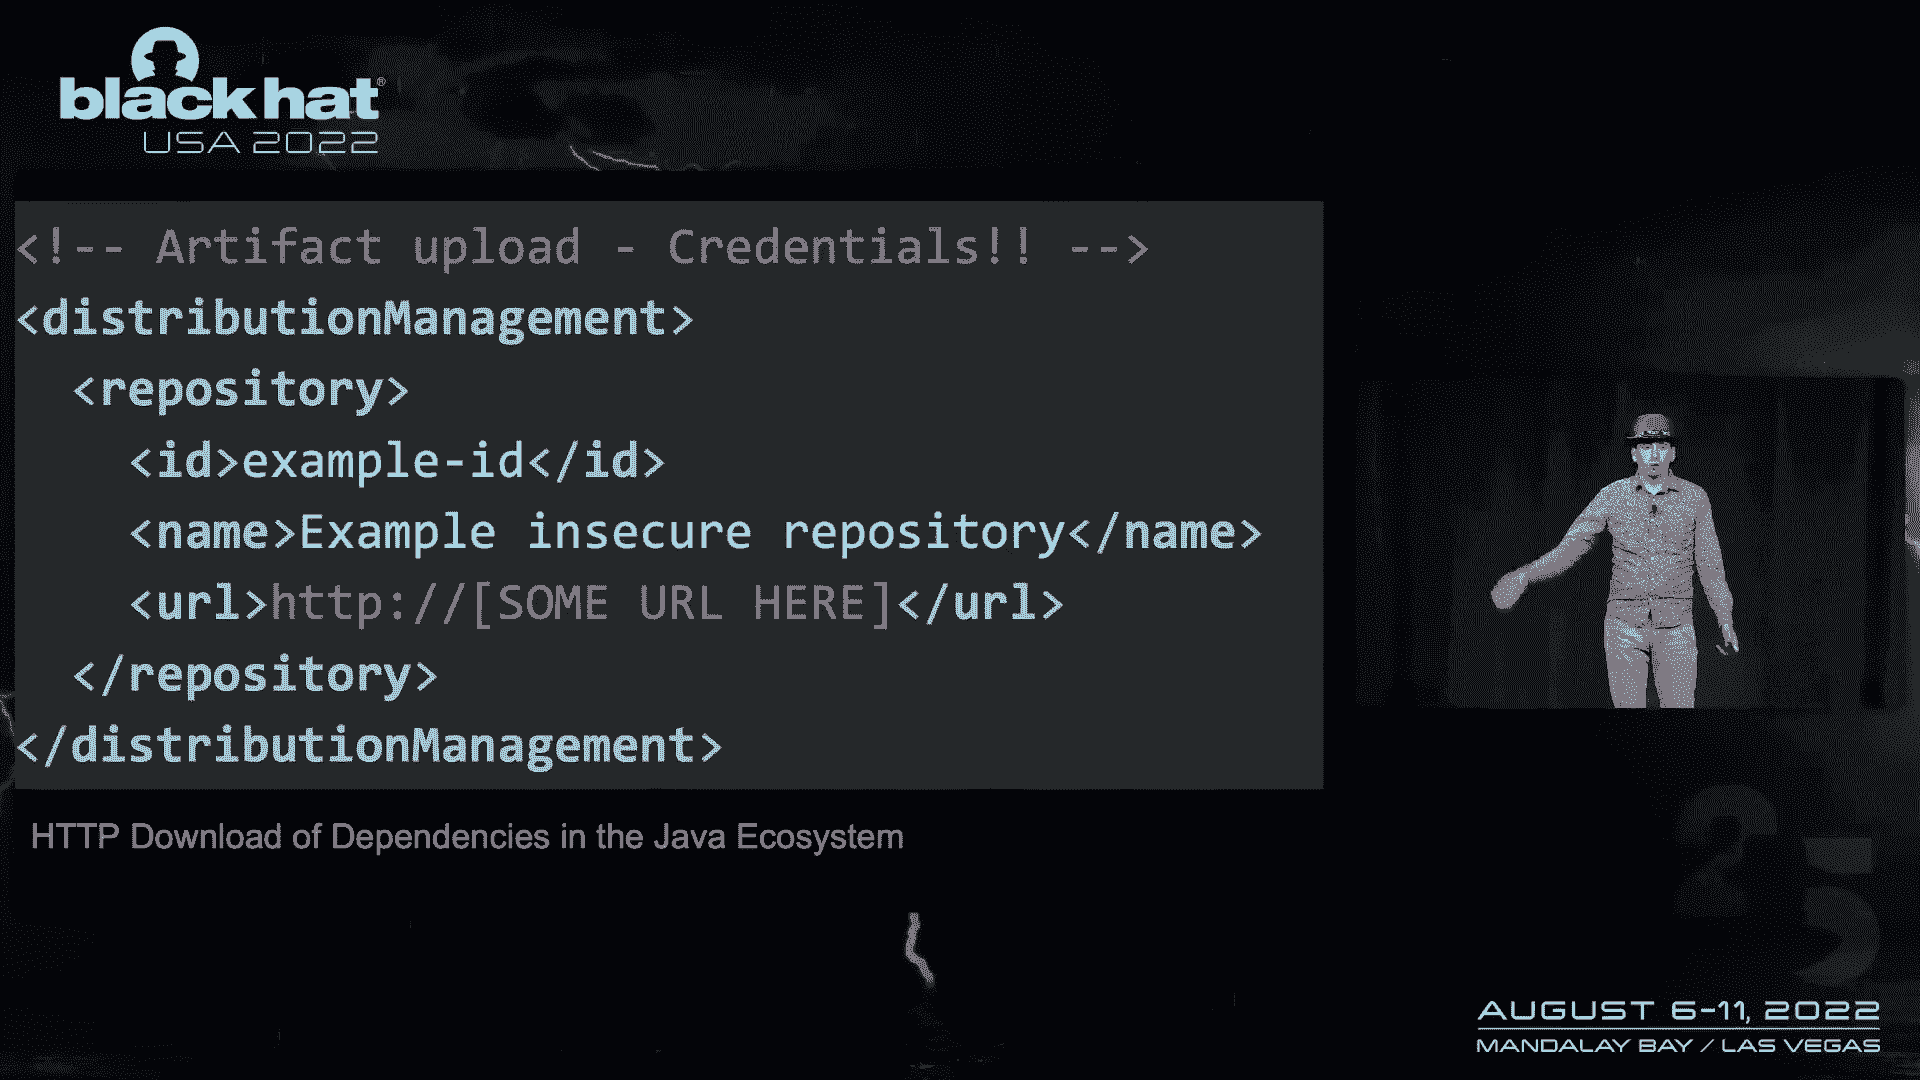 black hat®
USA 2022
<!-- Artifact upload - Credentials!! -->
<distributionManagement>
<repository>
<id>example-id</id>
<name>Example insecure repository</name>
<url>http://[SOME URL HERE]</url>
</repository>
</distributionManagement>
HTTP Download of Dependencies in the Java Ecosystem
25
AUGUST 6-11, 2022
MANDALAY BAY / LAS VEGAS